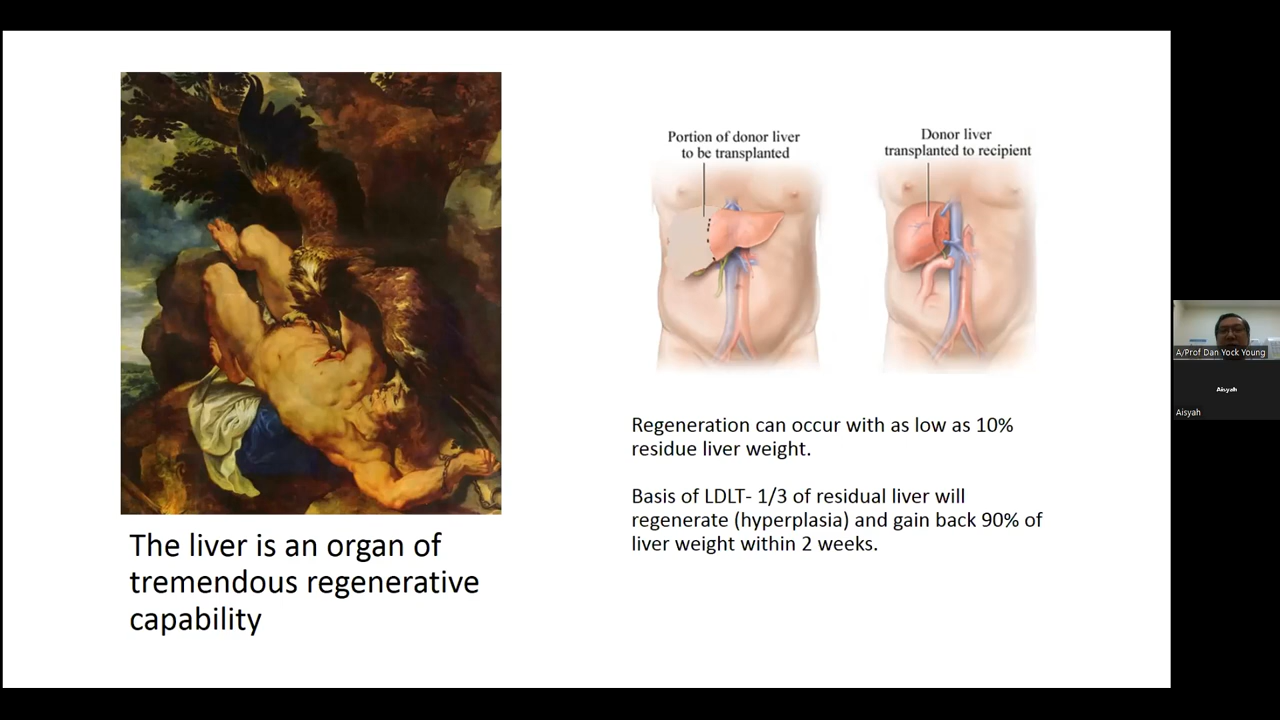 The liver is an organ of
tremendous regenerative
capability
Portion of donor liver
to be transplanted
Donor liver
transplanted to recipient
Regeneration can occur with as low as 10%
residue liver weight.
Basis of LDLT- 1/3 of residual liver will
regenerate (hyperplasia) and gain back 90% of
liver weight within 2 weeks.
A/Prof Dan Yock Young
Aisyah
Aisyah